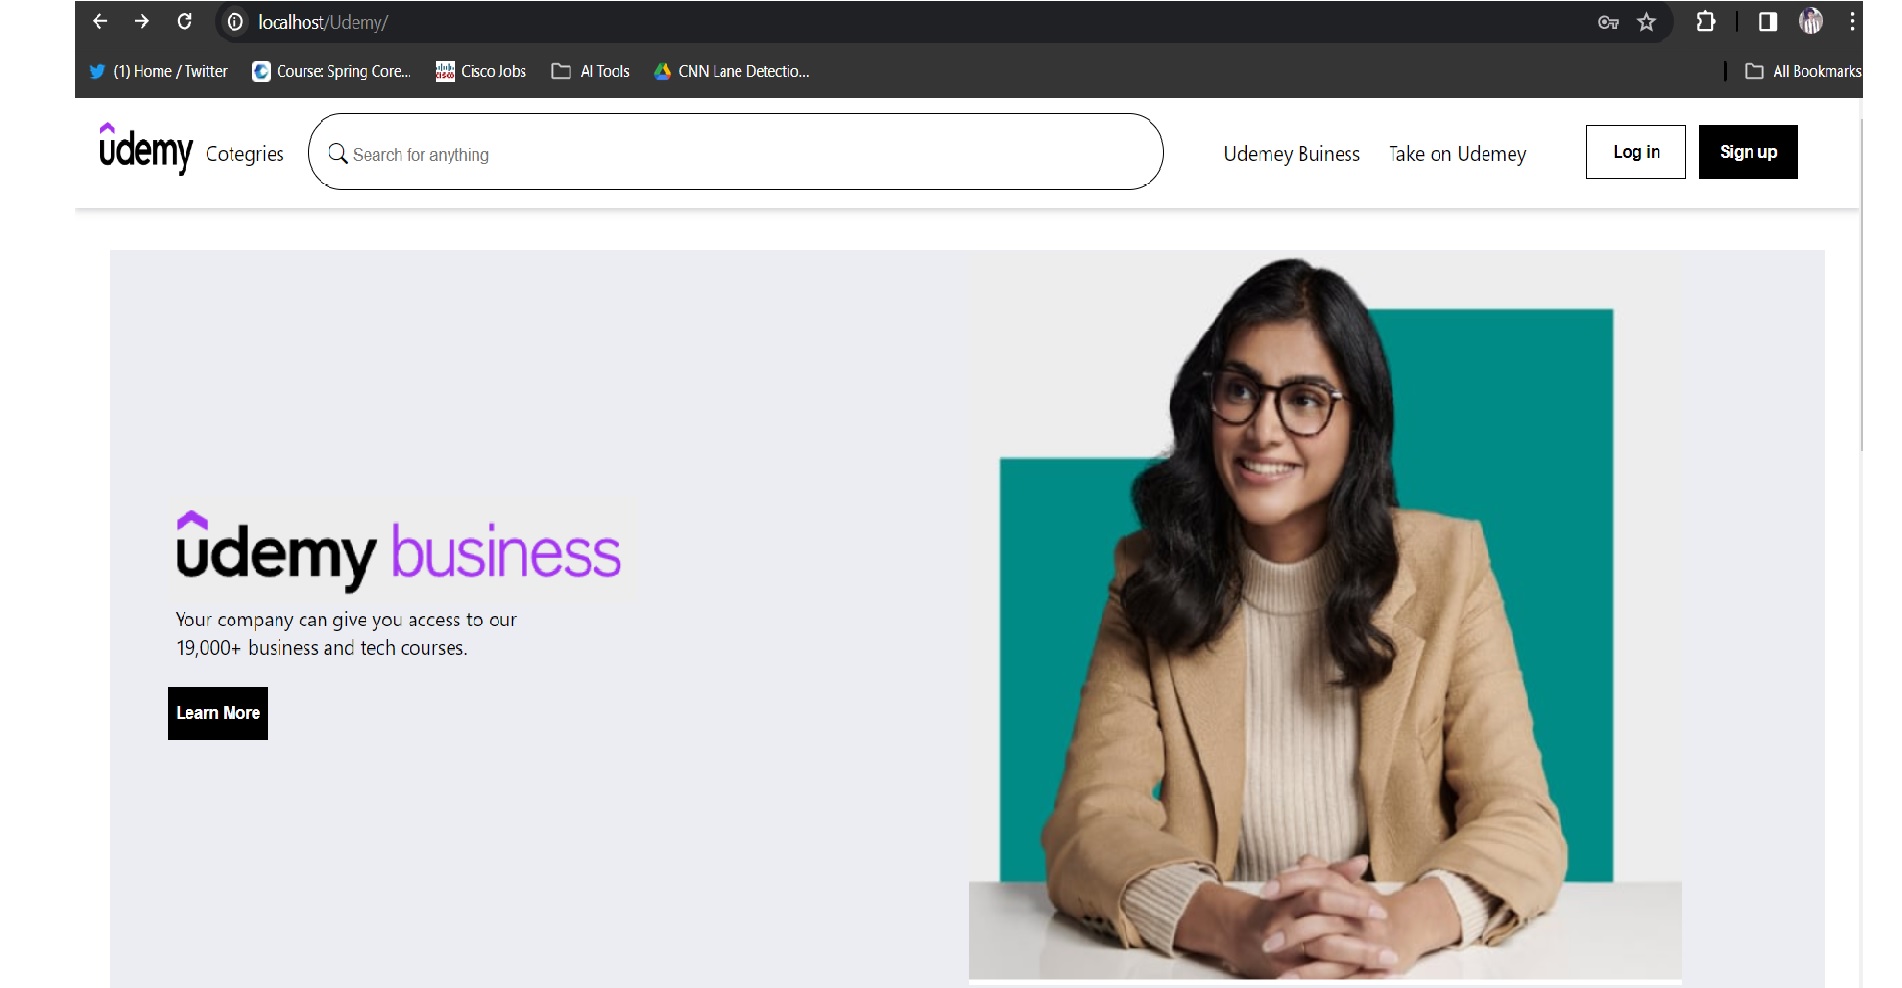 localhost/Udemy/
(1) Home / Twitter Course: Spring Core... Cisco Jobs AI Tools CNN Lane Detectio... All Bookmarks
udemy Cotegries Search for anything Udemey Buiness Take on Udemey Log in Sign up
udemy business
Your company can give you access to our
19,000+ business and tech courses.
Learn More